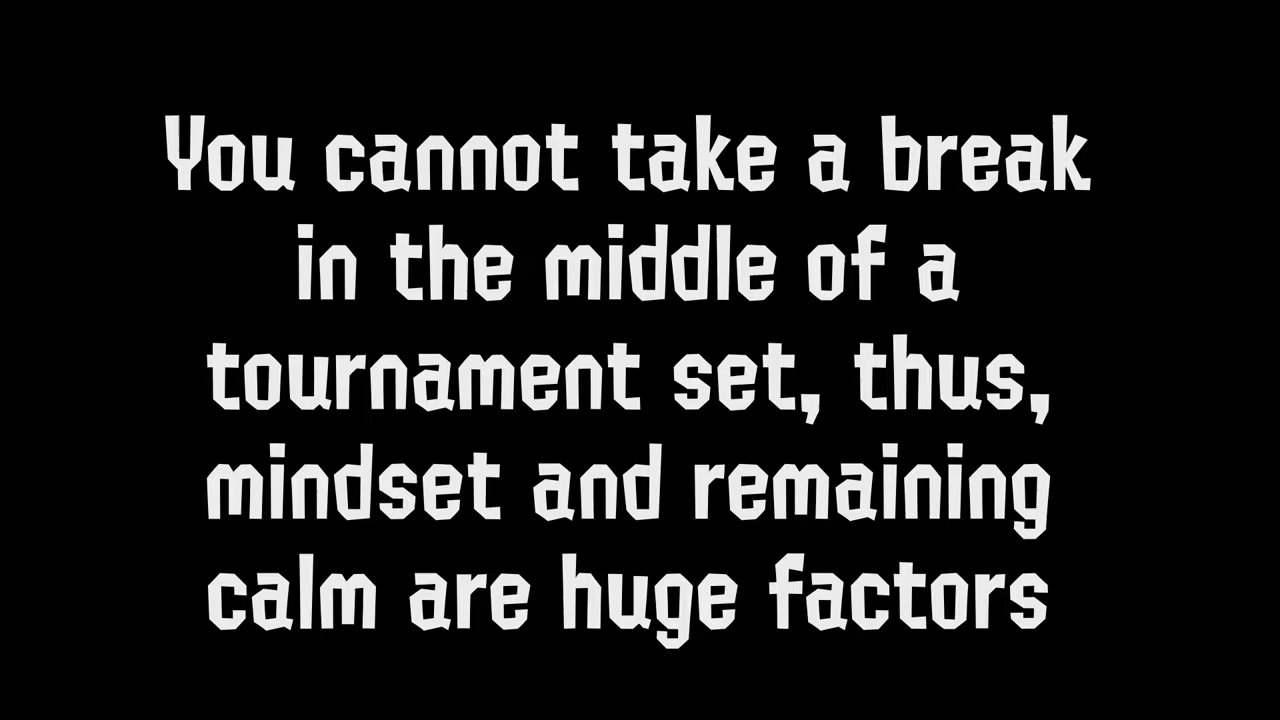 You cannot take a break
in the middle of a
tournament set, thus,
mindset and remaining
calm are huge factors